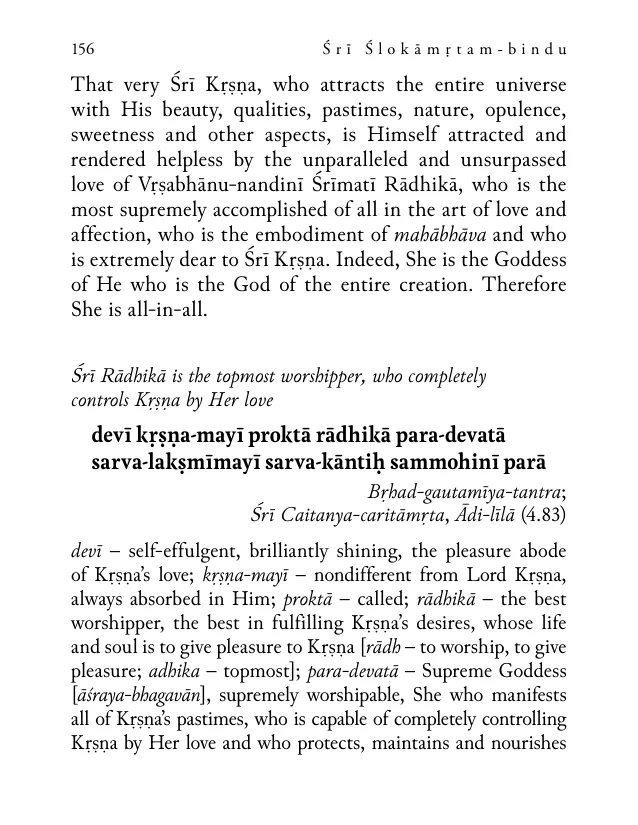 156
Śrī Ślokāmṛtam-bindu
That very Śrī Kṛṣṇa, who attracts the entire universe
with His beauty, qualities, pastimes, nature, opulence,
sweetness and other aspects, is Himself attracted and
rendered helpless by the unparalleled and unsurpassed
love of Vṛṣabhānu-nandinī Śrīmatī Rādhikā, who is the
most supremely accomplished of all in the art of love and
affection, who is the embodiment of mahābhāva and who
is extremely dear to Śrī Kṛṣṇa. Indeed, She is the Goddess
of He who is the God of the entire creation. Therefore
She is all-in-all.
Śrī Rādhikā is the topmost worshipper, who completely
controls Kṛṣṇa by Her love
devī kṛṣṇa-mayī proktā rādhikā para-devatā
sarva-lakṣmīmayī sarva-kāntiḥ sammohinī parā
Bṛhad-gautamīya-tantra;
Śrī Caitanya-caritāmṛta, Ādi-līlā (4.83)
devī – self-effulgent, brilliantly shining, the pleasure abode
of Kṛṣṇa’s love; kṛṣṇa-mayī – nondifferent from Lord Kṛṣṇa,
always absorbed in Him; proktā – called; rādhikā – the best
worshipper, the best in fulfilling Kṛṣṇa’s desires, whose life
and soul is to give pleasure to Kṛṣṇa [rādh – to worship, to give
pleasure; adhika – topmost]; para-devatā – Supreme Goddess
[āśraya-bhagavān], supremely worshipable, She who manifests
all of Kṛṣṇa’s pastimes, who is capable of completely controlling
Kṛṣṇa by Her love and who protects, maintains and nourishes